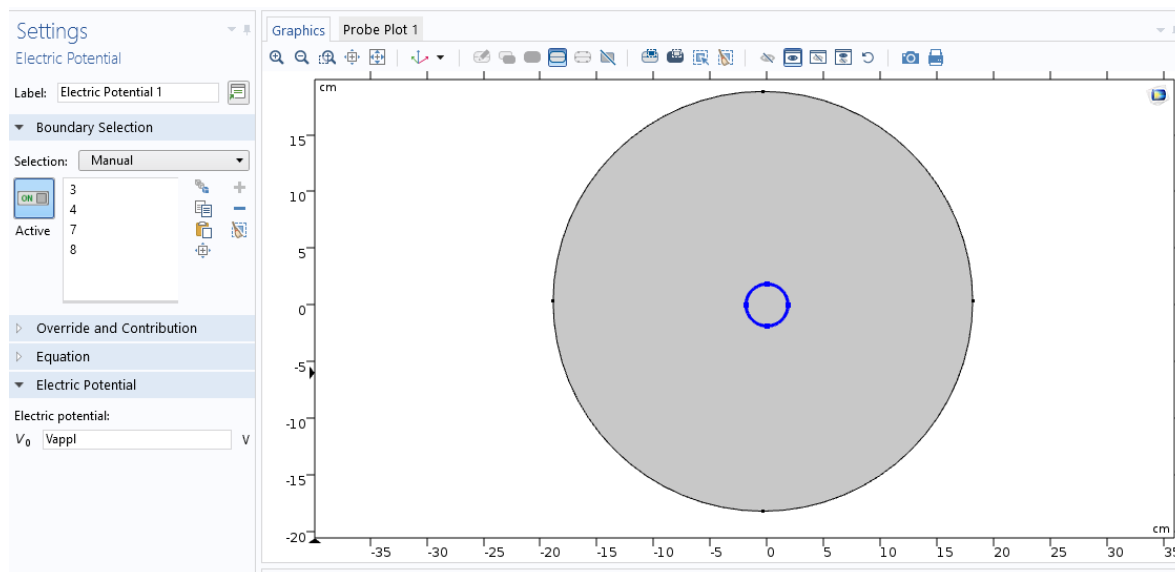 Settings
Electric Potential
Label: Electric Potential 1
Boundary Selection
Selection: Manual
ON
Active
3
4
7
8
Override and Contribution
Equation
Electric Potential
Electric potential:
V₀ Vappl V
Graphics Probe Plot 1
cm
15
10
5
0
-5
-10
-15
-20
cm
-35 -30 -25 -20 -15 -10 -5 0 5 10 15 20 25 30 35